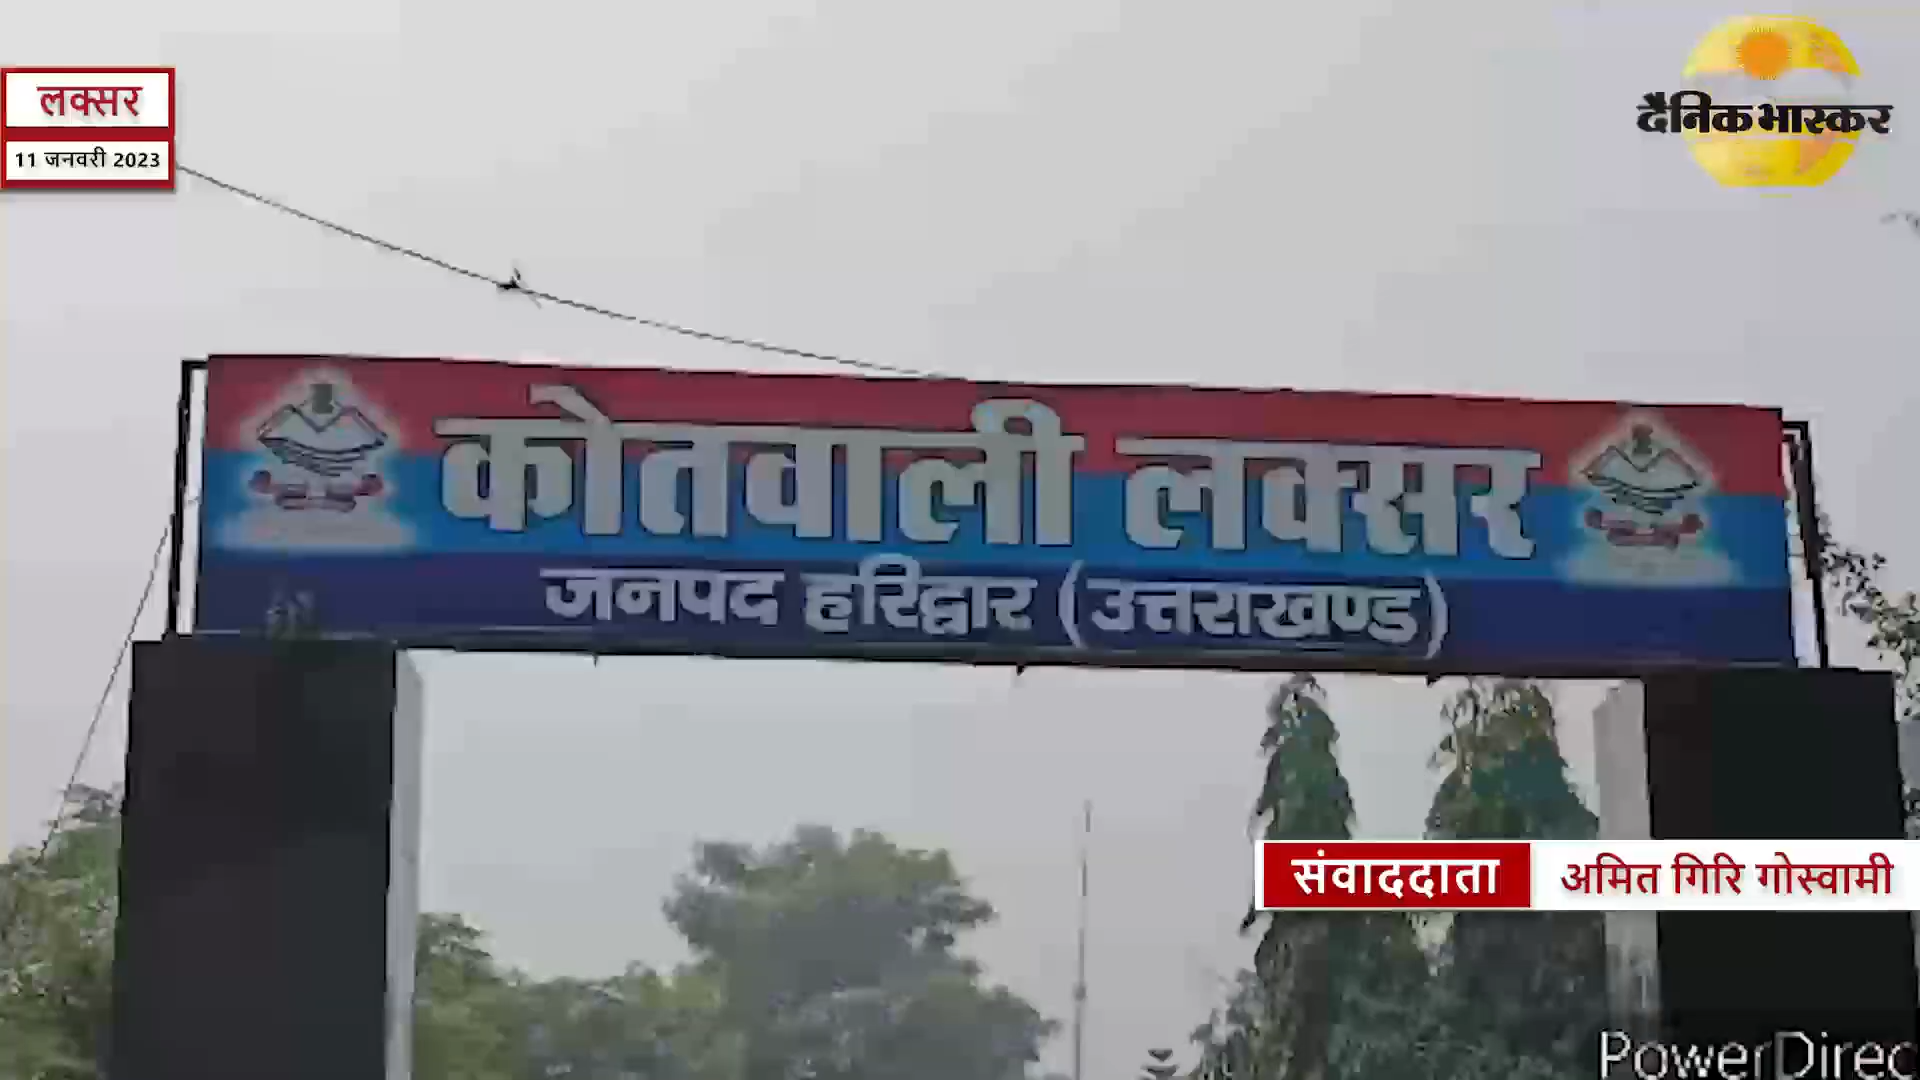 लक्सर
11 जनवरी 2023
दैनिक भास्कर
कोतवाली लक्सर
जनपद हरिद्वार (उत्तराखण्ड)
संवाददाता अमित गिरि गोस्वामी
PowerDirec